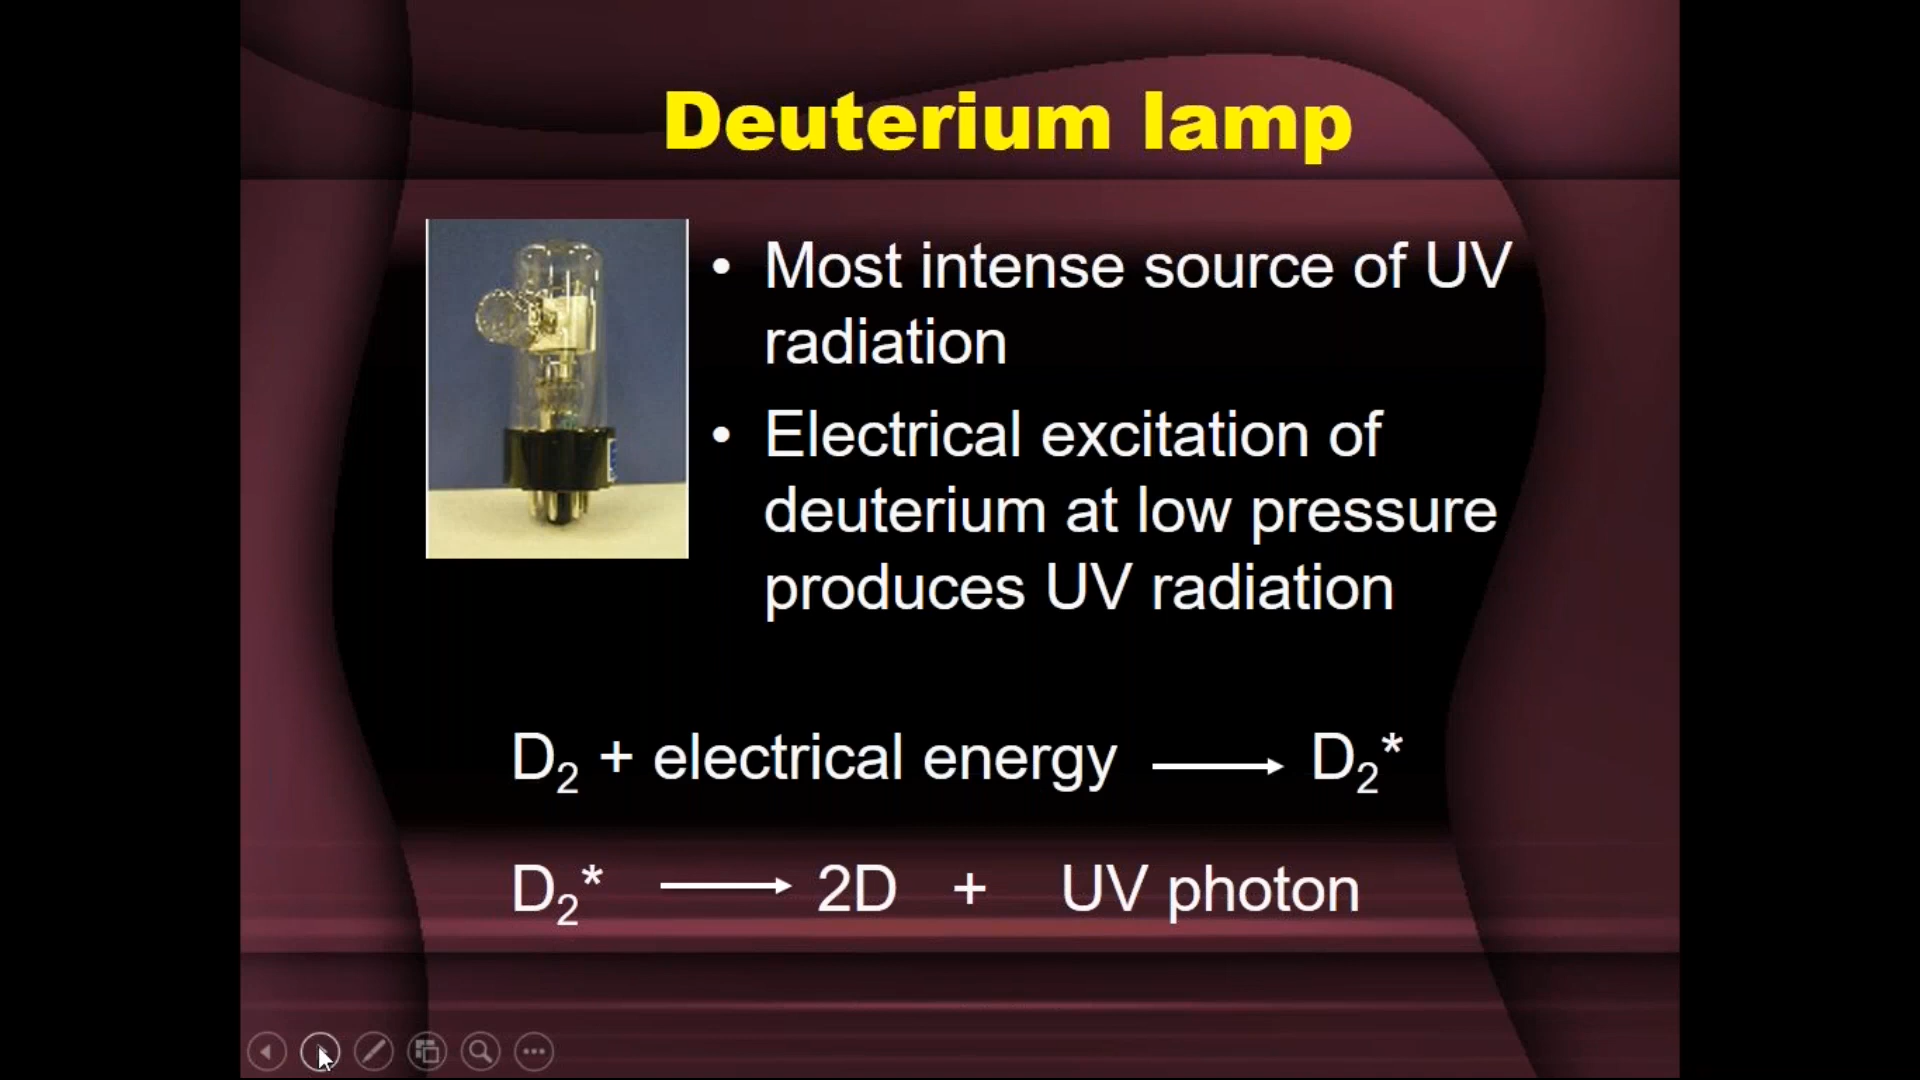 Deuterium lamp
• Most intense source of UV
radiation
• Electrical excitation of
deuterium at low pressure
produces UV radiation
D₂ + electrical energy ⟶ D₂*
D₂* ⟶ 2D + UV photon